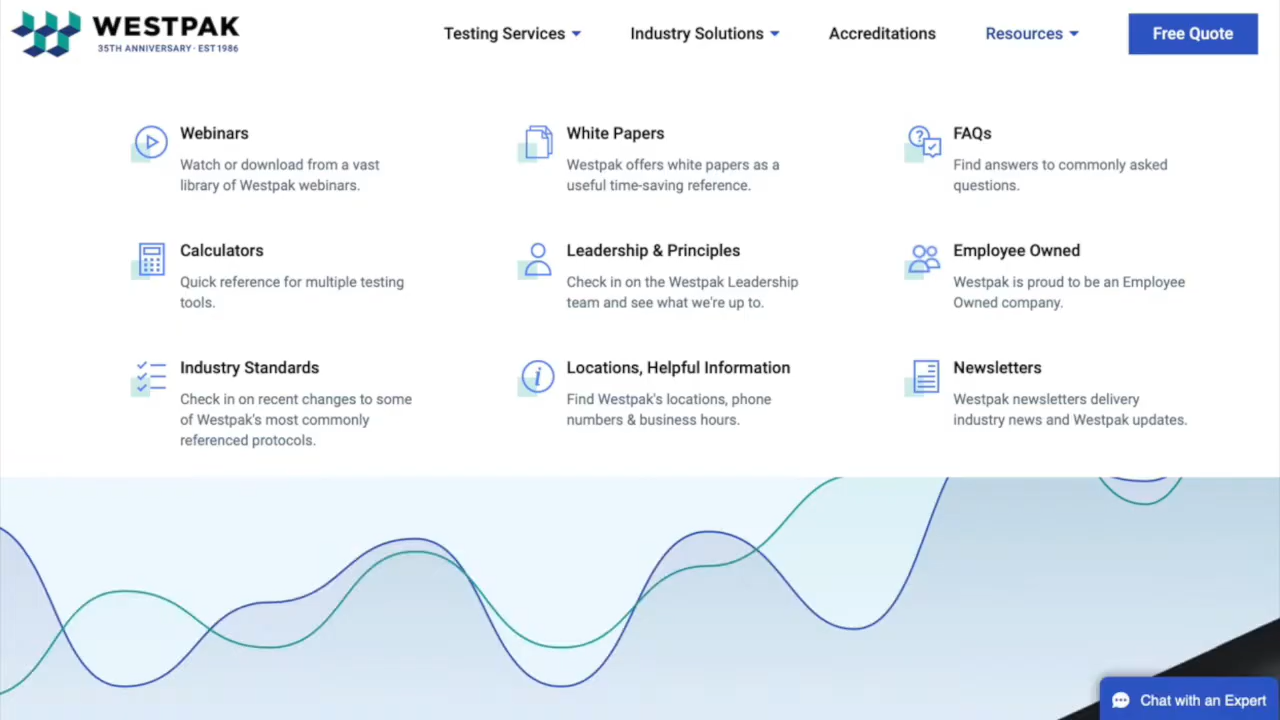 WESTPAK
35TH ANNIVERSARY · EST 1986
Testing Services
Industry Solutions
Accreditations
Resources
Free Quote
Webinars
Watch or download from a vast
library of Westpak webinars.
White Papers
Westpak offers white papers as a
useful time-saving reference.
FAQs
Find answers to commonly asked
questions.
Calculators
Quick reference for multiple testing
tools.
Leadership & Principles
Check in on the Westpak Leadership
team and see what we're up to.
Employee Owned
Westpak is proud to be an Employee
Owned company.
Industry Standards
Check in on recent changes to some
of Westpak's most commonly
referenced protocols.
Locations, Helpful Information
Find Westpak's locations, phone
numbers & business hours.
Newsletters
Westpak newsletters delivery
industry news and Westpak updates.
Chat with an Expert